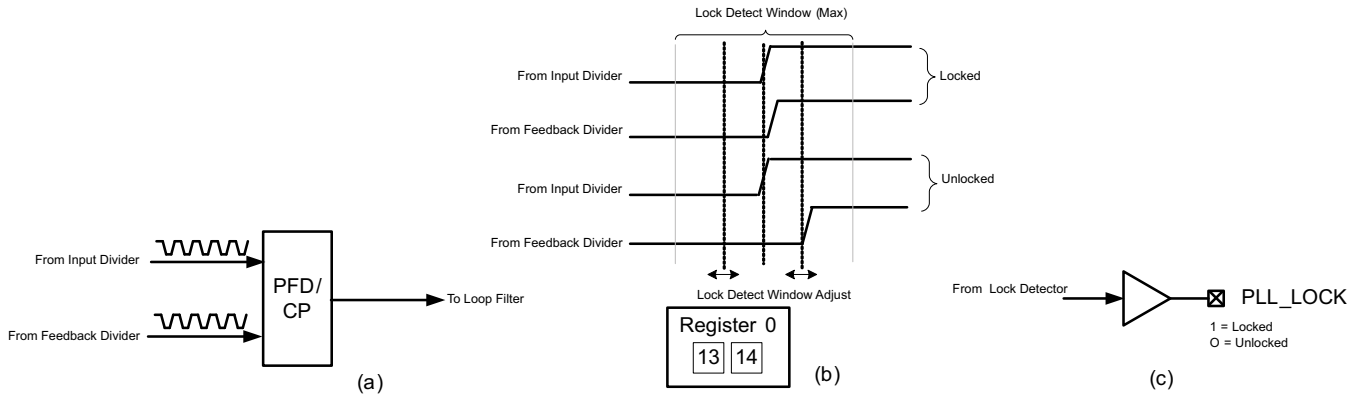 From Input Divider
From Feedback Divider
PFD/
CP
To Loop Filter
(a)
Lock Detect Window (Max)
From Input Divider
Locked
From Feedback Divider
From Input Divider
Unlocked
From Feedback Divider
Lock Detect Window Adjust
Register 0
13 14
(b)
From Lock Detector
PLL_LOCK
1 = Locked
O = Unlocked
(c)